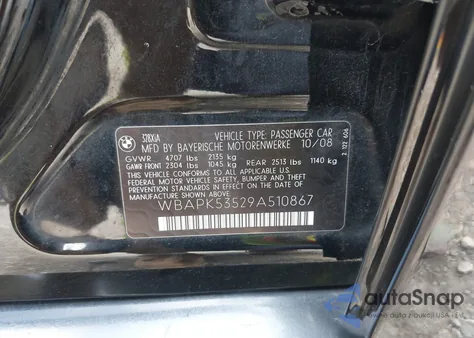 BMW
328XiA
VEHICLE TYPE: PASSENGER CAR
MFD BY BAYERISCHE MOTORENWERKE 10/08
GVWR 4707 lbs 2135 kg
GAWR FRONT 2304 lbs 1045 kg REAR 2513 lbs 1140 kg
THIS VEHICLE CONFORMS TO ALL APPLICABLE U.S.
FEDERAL MOTOR VEHICLE SAFETY,
BUMPER AND THEFT PREVENTION
STANDARDS IN EFFECT ON THE DATE OF
MANUFACTURE SHOWN ABOVE.
WBAPK53529A510867
autoSnap